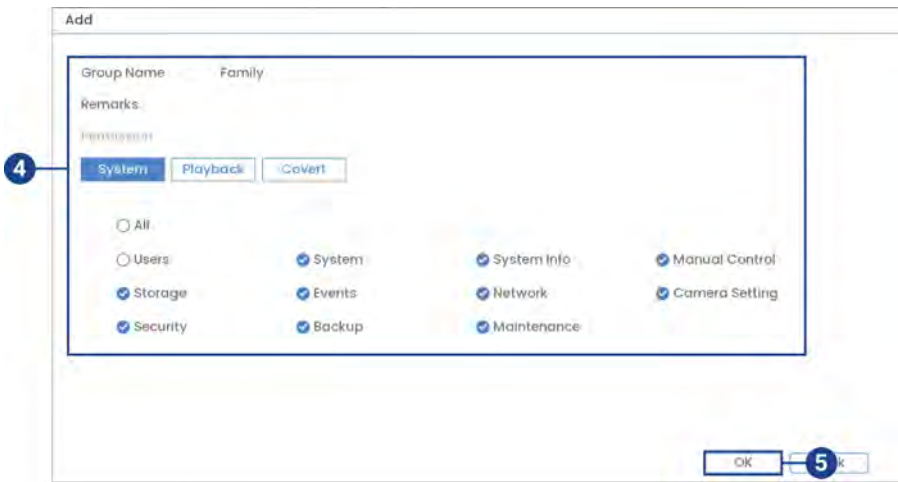 Add
Group Name Family
Remarks
Permission
4
System Playback Covert
All
Users System System Info Manual Control
Storage Events Network Camera Setting
Security Backup Maintenance
OK 5 k